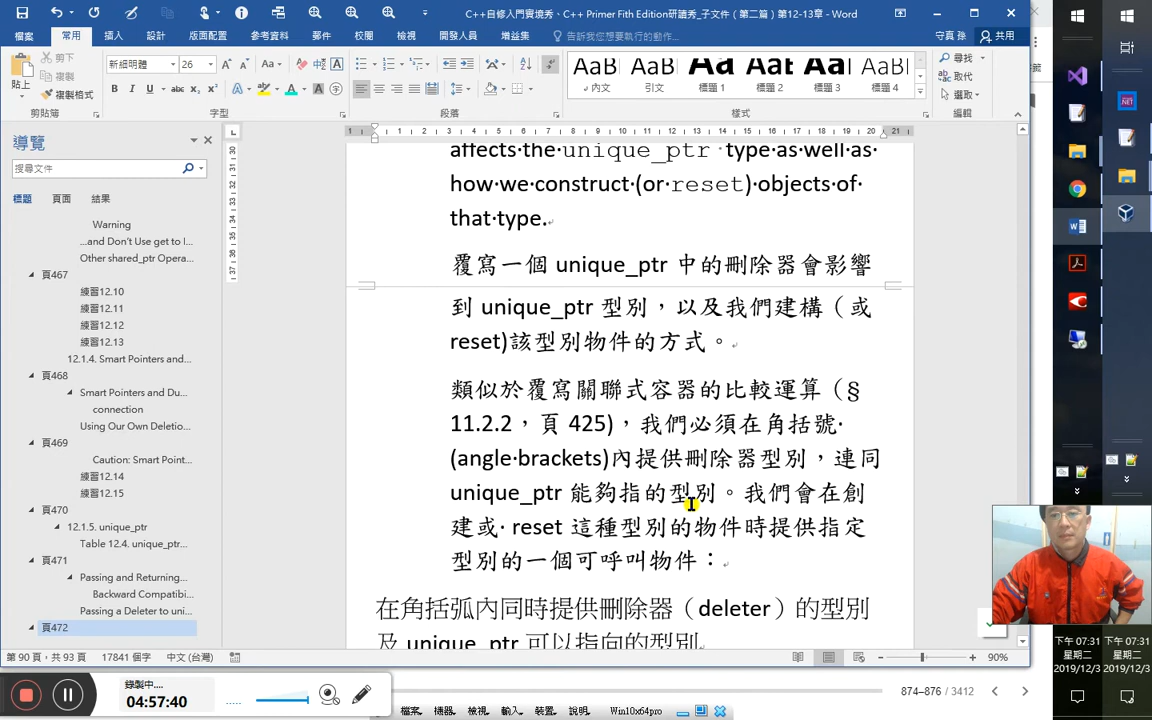 C++自修入門實境秀、C++ Primer Fith Edition研讀秀_子文件（第二篇）第12-13章 - Word
檔案 常用 插入 設計 版面配置 參考資料 郵件 校閱 檢視 開發人員 增益集 告訴我您想要執行的動作... 守真 孫 共用
貼上 剪下 複製 複製格式 新細明體 26
AaB AaB Aa AaE Aal AaBl
內文 引文 標題 1 標題 2 標題 3 標題 4
尋找 取代 選取
剪貼簿 字型 段落 樣式 編輯
導覽
搜尋文件
標題 頁面 結果
Warning
...and Don't Use get to I...
Other shared_ptr Opera...
頁467
練習12.10
練習12.11
練習12.12
練習12.13
12.1.4. Smart Pointers and...
頁468
Smart Pointers and Du...
connection
Using Our Own Deletio...
頁469
Caution: Smart Point...
練習12.14
練習12.15
頁470
12.1.5. unique_ptr
Table 12.4. unique_ptr...
頁471
Passing and Returning...
Backward Compatibi...
Passing a Deleter to uni...
頁472
affects the unique_ptr type as well as
how we construct (or reset) objects of
that type.
覆寫一個 unique_ptr 中的刪除器會影響
到 unique_ptr 型別，以及我們建構（或
reset)該型別物件的方式。
類似於覆寫關聯式容器的比較運算（§
11.2.2，頁 425)，我們必須在角括號
(angle brackets)內提供刪除器型別，連同
unique_ptr 能夠指的型別。我們會在創
建或 reset 這種型別的物件時提供指定
型別的一個可呼叫物件：
在角括弧內同時提供刪除器（deleter）的型別
及 unique_ptr 可以指向的型別
第 90 頁，共 93 頁 17841 個字 中文 (台灣) 90%
錄製中...
04:57:40
874–876 / 3412
檔案 機器 檢視 輸入 裝置 說明 Win10x64pro
下午 07:31
星期二
2019/12/3
下午 07:31
星期二
2019/12/3